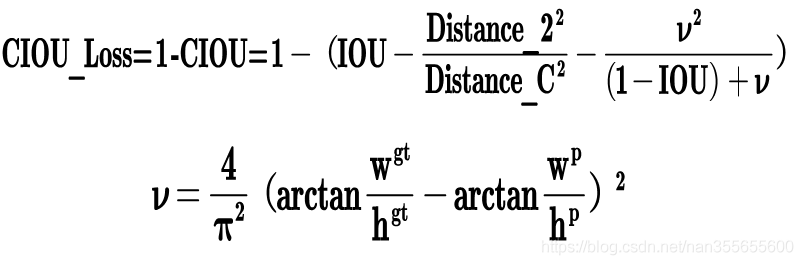 CIOU_Loss=1-CIOU=1−（IOU − Distance_2² / Distance_C² − ν² / ((1−IOU)+ν)）
ν = 4/π² (arctan w^gt/h^gt − arctan w^p/h^p)²
https://blog.csdn.net/nan355655600